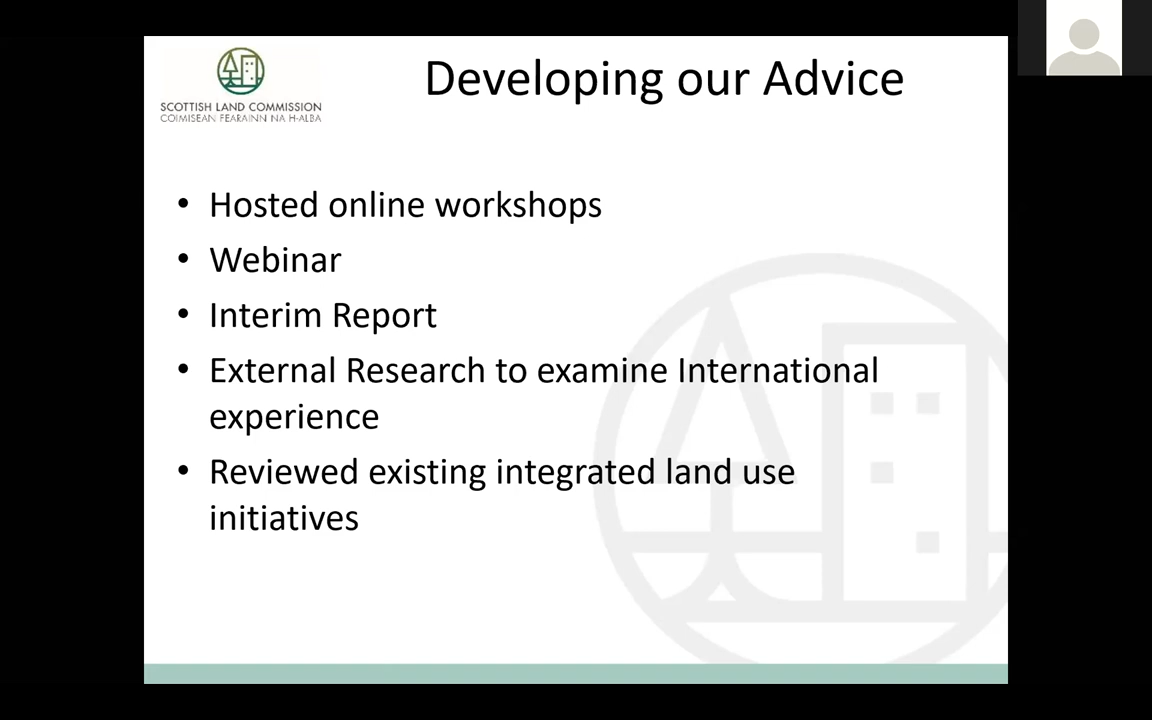 SCOTTISH LAND COMMISSION
COIMISEAN FEARAINN NA H-ALBA
Developing our Advice
• Hosted online workshops
• Webinar
• Interim Report
• External Research to examine International
experience
• Reviewed existing integrated land use
initiatives